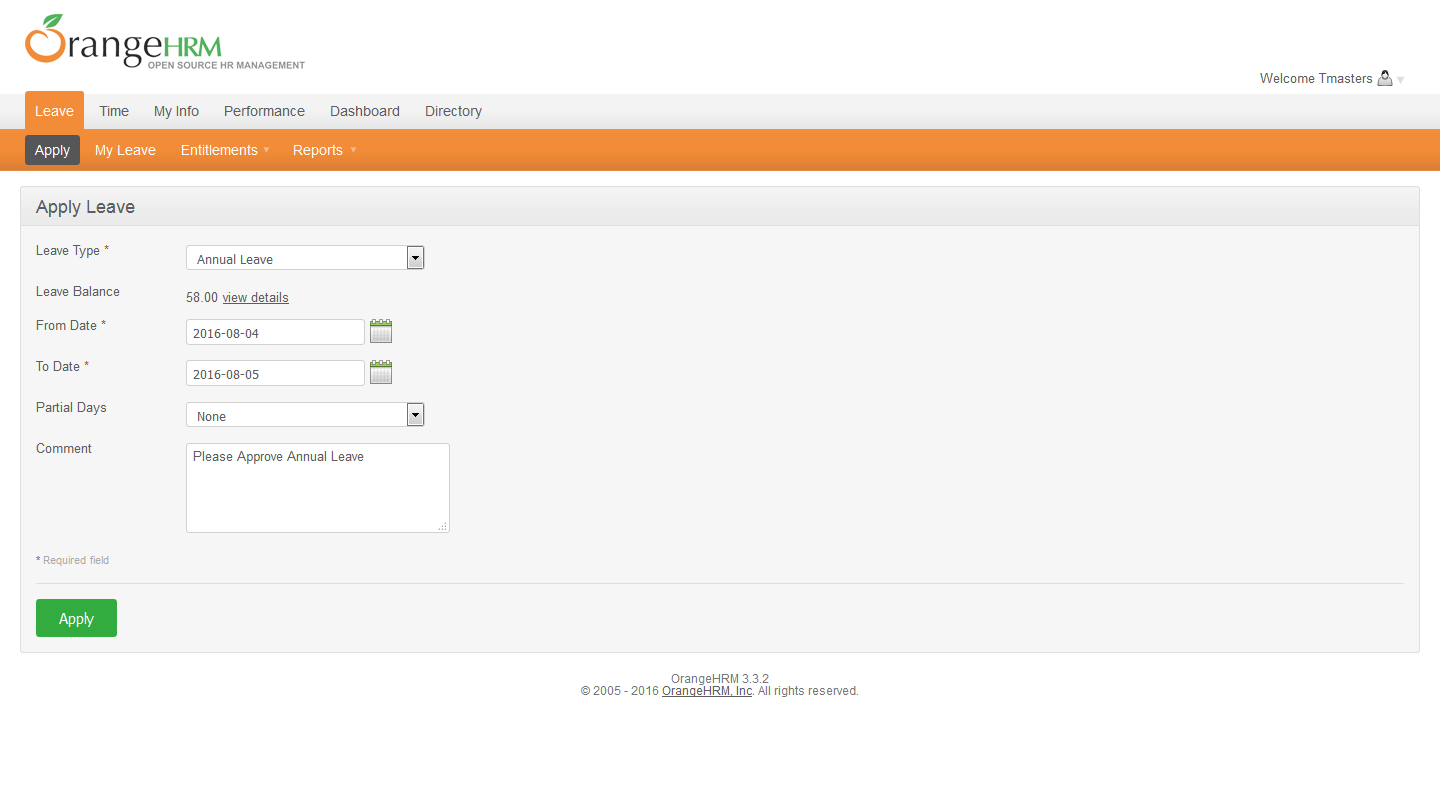 OrangeHRM
OPEN SOURCE HR MANAGEMENT
Welcome Tmasters
Leave Time My Info Performance Dashboard Directory
Apply My Leave Entitlements Reports
Apply Leave
Leave Type * Annual Leave
Leave Balance 58.00 view details
From Date * 2016-08-04
To Date * 2016-08-05
Partial Days None
Comment Please Approve Annual Leave
* Required field
Apply
OrangeHRM 3.3.2
© 2005 - 2016 OrangeHRM, Inc. All rights reserved.